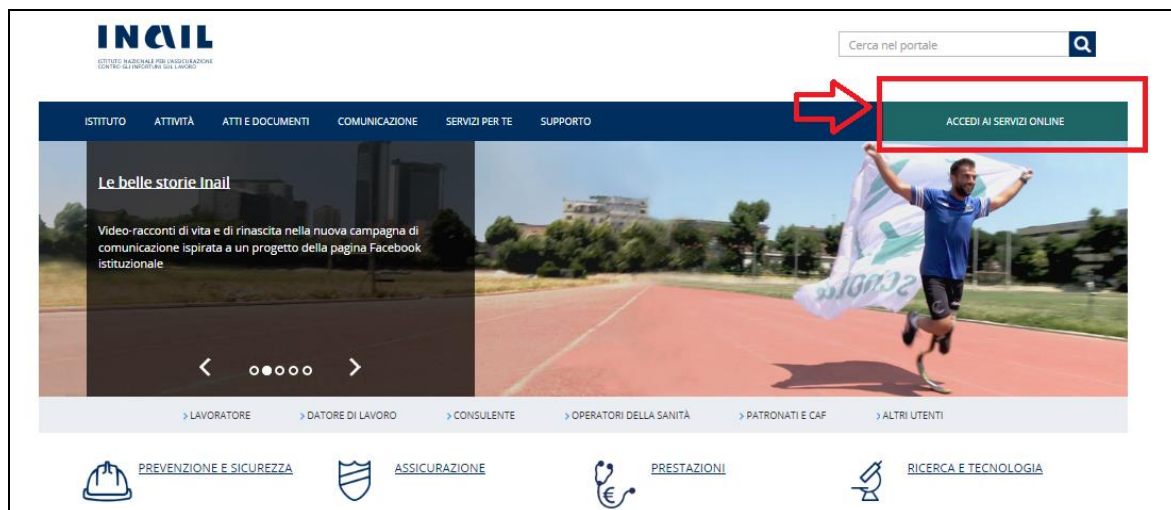 INAIL
ISTITUTO NAZIONALE PER L'ASSICURAZIONE
CONTRO GLI INFORTUNI SUL LAVORO
Cerca nel portale
ISTITUTO ATTIVITÀ ATTI E DOCUMENTI COMUNICAZIONE SERVIZI PER TE SUPPORTO ACCEDI AI SERVIZI ONLINE
Le belle storie Inail
Video-racconti di vita e di rinascita nella nuova campagna di
comunicazione ispirata a un progetto della pagina Facebook
istituzionale
LAVORATORE DATORE DI LAVORO CONSULENTE OPERATORI DELLA SANITÀ PATRONATI E CAF ALTRI UTENTI
PREVENZIONE E SICUREZZA ASSICURAZIONE PRESTAZIONI RICERCA E TECNOLOGIA